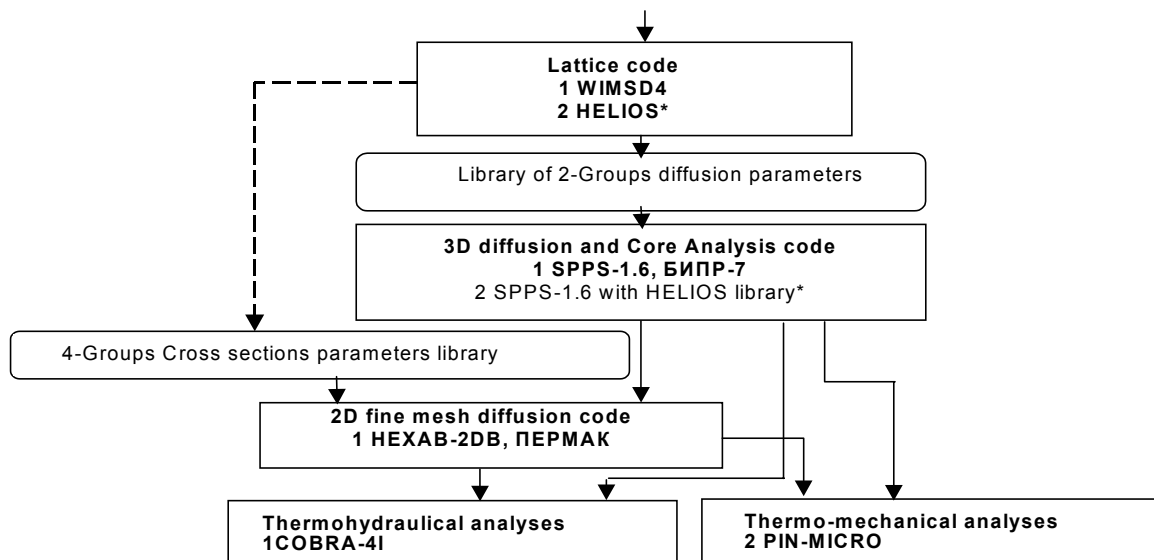 Lattice code
1 WIMSD4
2 HELIOS*
Library of 2-Groups diffusion parameters
3D diffusion and Core Analysis code
1 SPPS-1.6, БИПР-7
2 SPPS-1.6 with HELIOS library*
4-Groups Cross sections parameters library
2D fine mesh diffusion code
1 HEXAB-2DB, ПЕРМАК
Thermohydraulical analyses
1COBRA-4I
Thermo-mechanical analyses
2 PIN-MICRO